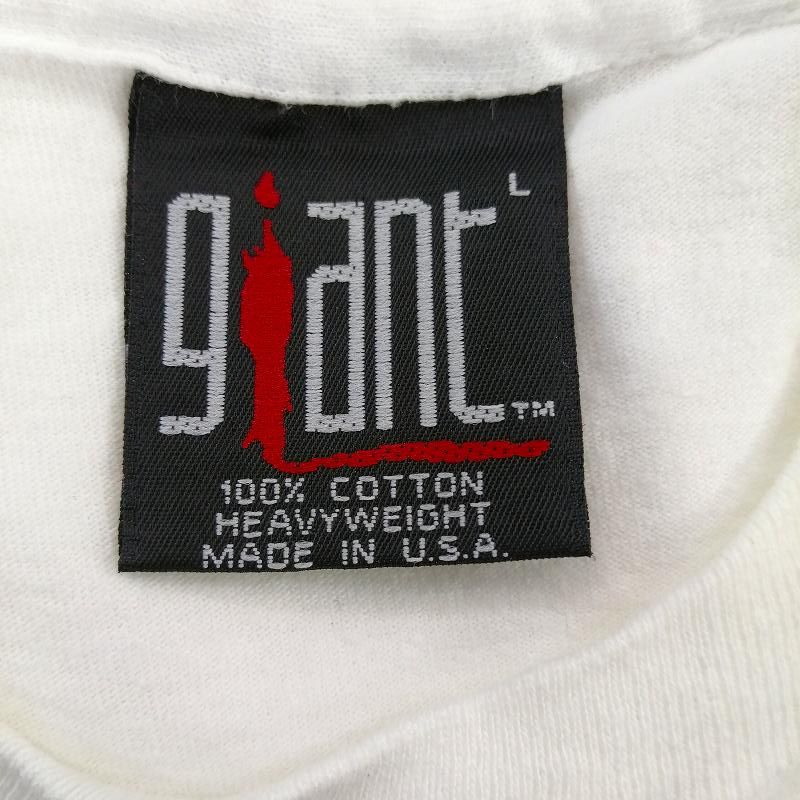 giant L
TM
100% COTTON
HEAVYWEIGHT
MADE IN U.S.A.